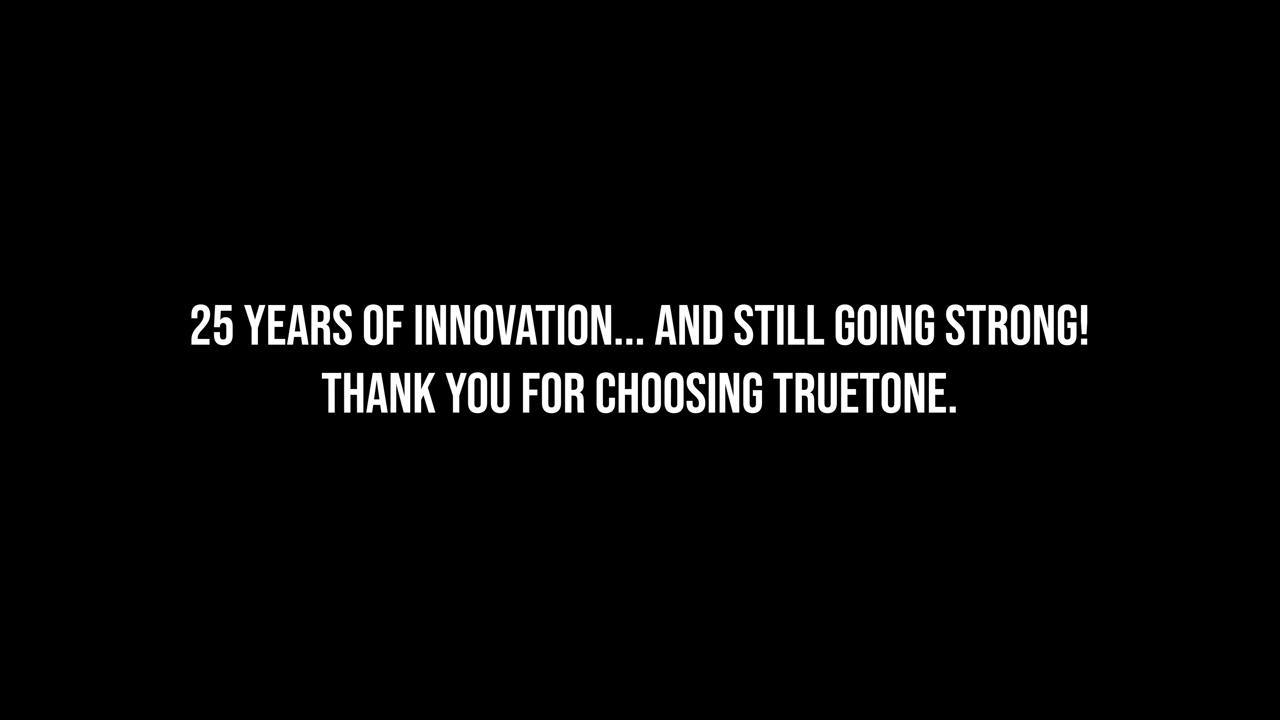 25 YEARS OF INNOVATION... AND STILL GOING STRONG!
THANK YOU FOR CHOOSING TRUETONE.